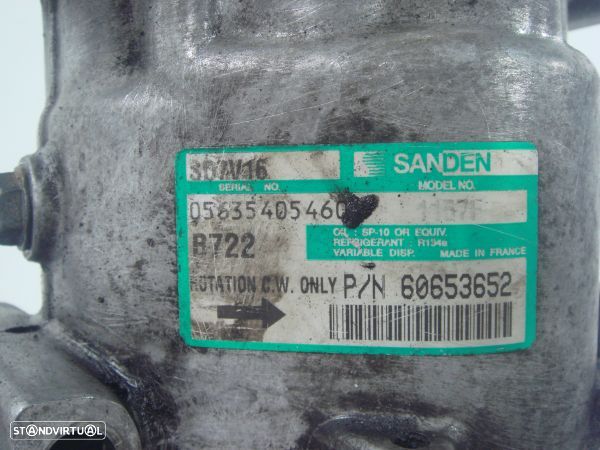 SD7V16 SANDEN
SERIAL NO. MODEL NO.
05635405460
B722 OIL : SP-10 OR EQUIV.
REFRIGERANT : R134a
VARIABLE DISP. MADE IN FRANCE
ROTATION C.W. ONLY P/N 60653652
STANDVIRTUAL